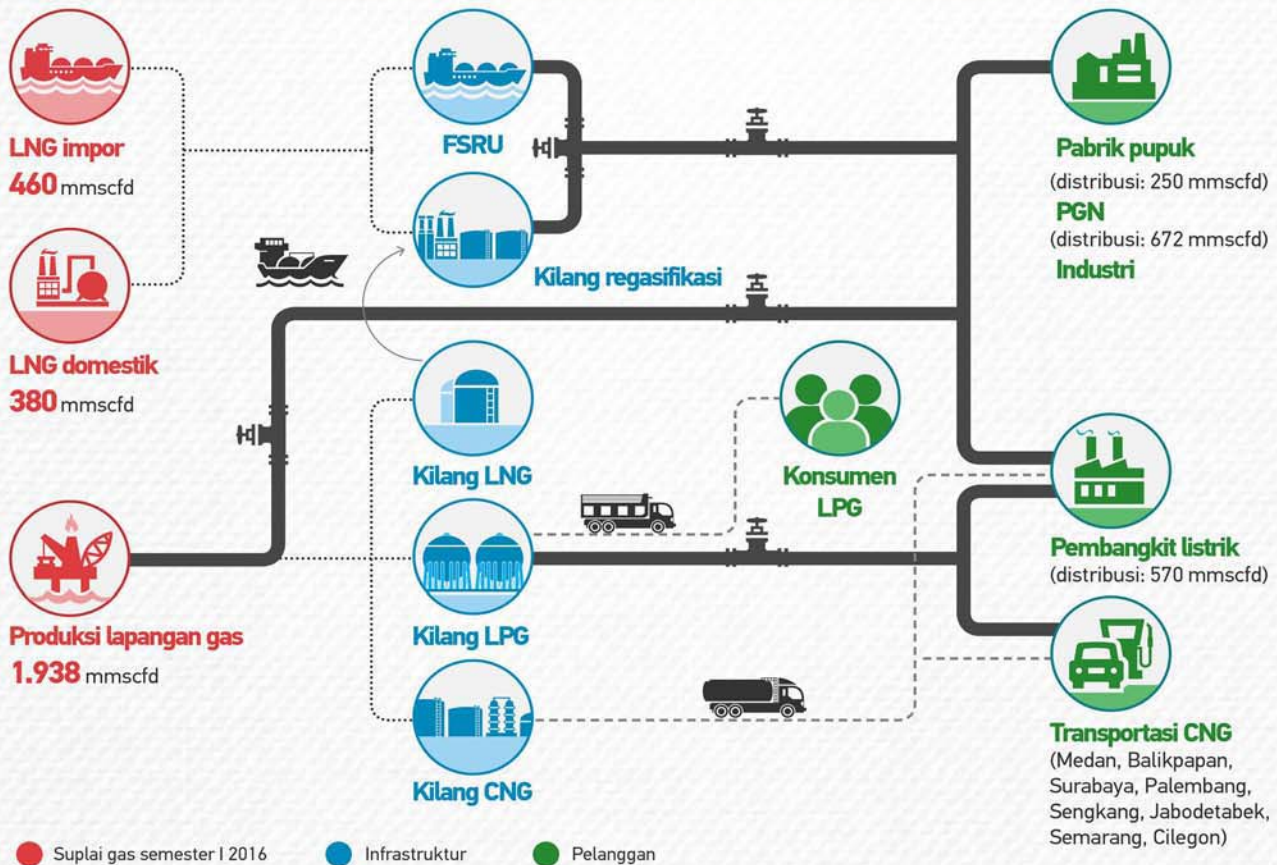 LNG impor
460 mmscfd
LNG domestik
380 mmscfd
Produksi lapangan gas
1.938 mmscfd
FSRU
Kilang regasifikasi
Kilang LNG
Kilang LPG
Kilang CNG
Konsumen
LPG
Pabrik pupuk
(distribusi: 250 mmscfd)
PGN
(distribusi: 672 mmscfd)
Industri
Pembangkit listrik
(distribusi: 570 mmscfd)
Transportasi CNG
(Medan, Balikpapan,
Surabaya, Palembang,
Sengkang, Jabodetabek,
Semarang, Cilegon)
Suplai gas semester I 2016
Infrastruktur
Pelanggan